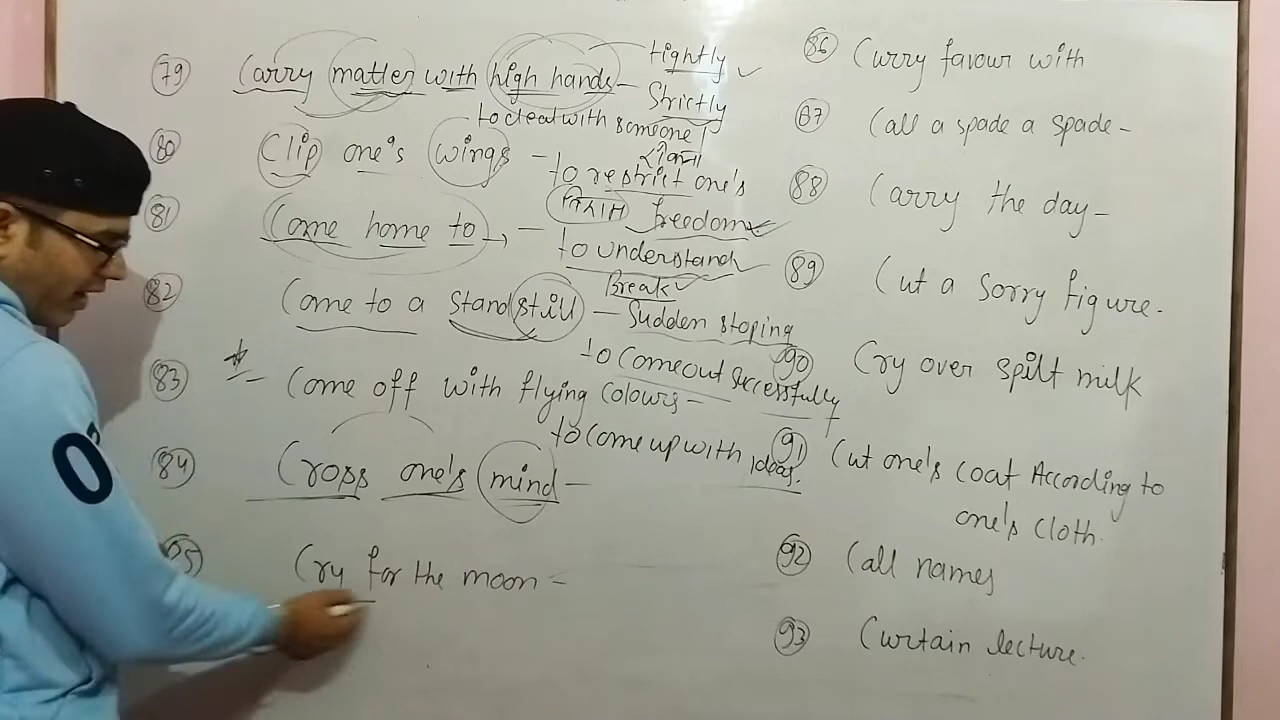 79 Carry matter with high hands - tightly
Strictly
to deal with someone
80 Clip one's wings - to restrict one's
freedom
81 Come home to, - to understand
82 Come to a standstill - Break
Sudden stoping
83 - Come off with flying colours - to come out successfully
84 Cross one's mind - to come up with ideas.
85 Cry for the moon -
86 Curry favour with
87 Call a spade a spade -
88 Carry the day -
89 Cut a sorry figure.
90 Cry over spilt milk
91 Cut one's coat According to
one's cloth.
92 Call names
93 Curtain lecture.
0